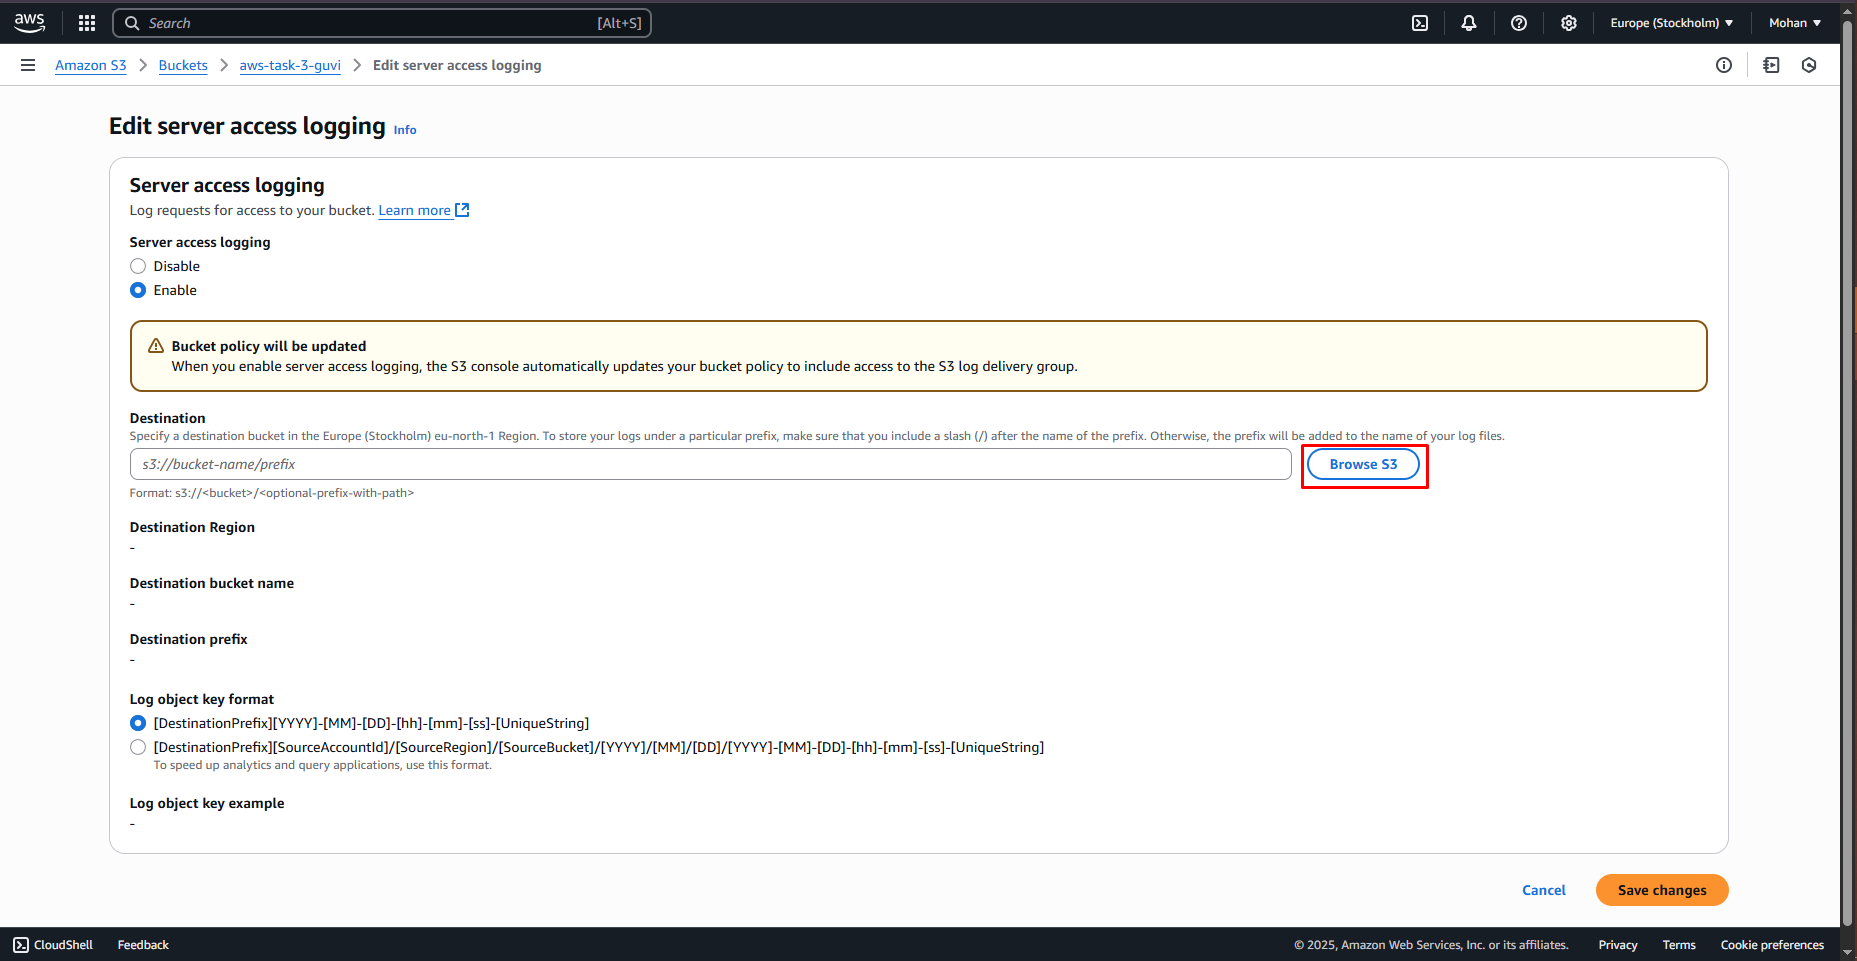 aws
Search [Alt+S]
Europe (Stockholm) Mohan
Amazon S3 Buckets aws-task-3-guvi Edit server access logging
Edit server access logging Info
Server access logging
Log requests for access to your bucket. Learn more
Server access logging
Disable
Enable
Bucket policy will be updated
When you enable server access logging, the S3 console automatically updates your bucket policy to include access to the S3 log delivery group.
Destination
Specify a destination bucket in the Europe (Stockholm) eu-north-1 Region. To store your logs under a particular prefix, make sure that you include a slash (/) after the name of the prefix. Otherwise, the prefix will be added to the name of your log files.
s3://bucket-name/prefix
Browse S3
Format: s3://<bucket>/<optional-prefix-with-path>
Destination Region
-
Destination bucket name
-
Destination prefix
-
Log object key format
[DestinationPrefix][YYYY]-[MM]-[DD]-[hh]-[mm]-[ss]-[UniqueString]
[DestinationPrefix][SourceAccountId]/[SourceRegion]/[SourceBucket]/[YYYY]/[MM]/[DD]/[YYYY]-[MM]-[DD]-[hh]-[mm]-[ss]-[UniqueString]
To speed up analytics and query applications, use this format.
Log object key example
-
Cancel Save changes
CloudShell Feedback © 2025, Amazon Web Services, Inc. or its affiliates. Privacy Terms Cookie preferences